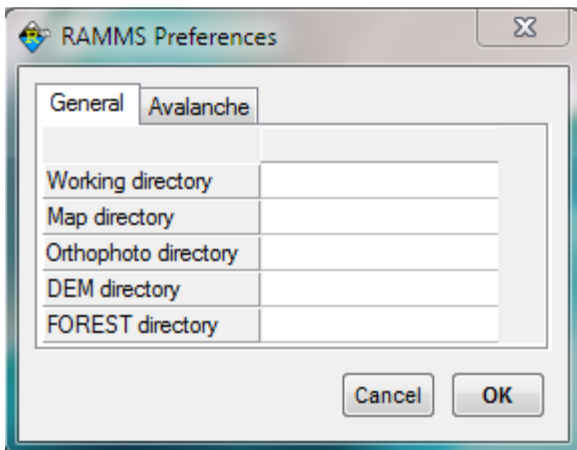 RAMMS Preferences
General
Avalanche
Working directory
Map directory
Orthophoto directory
DEM directory
FOREST directory
Cancel
OK